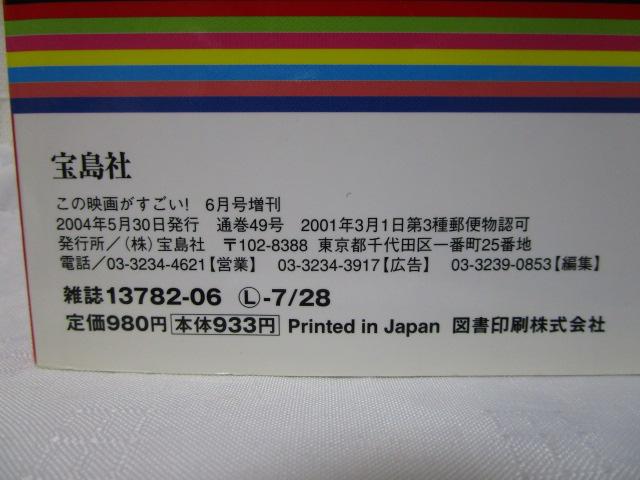 宝島社
この映画がすごい! 6月号増刊
2004年5月30日発行 通巻49号 2001年3月1日第3種郵便物認可
発行所/(株)宝島社 〒102-8388 東京都千代田区一番町25番地
電話/03-3234-4621【営業】 03-3234-3917【広告】 03-3239-0853【編集】
雑誌13782-06 Ⓛ-7/28
定価980円 本体933円 Printed in Japan 図書印刷株式会社